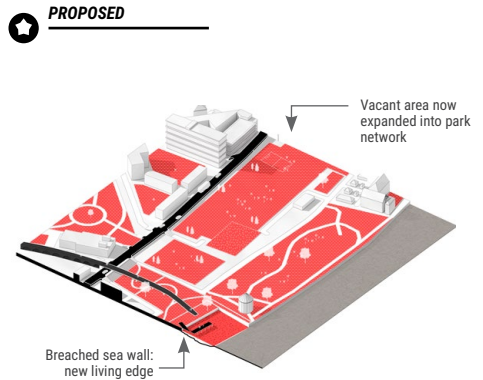 PROPOSED
Vacant area now
expanded into park
network
Breached sea wall:
new living edge